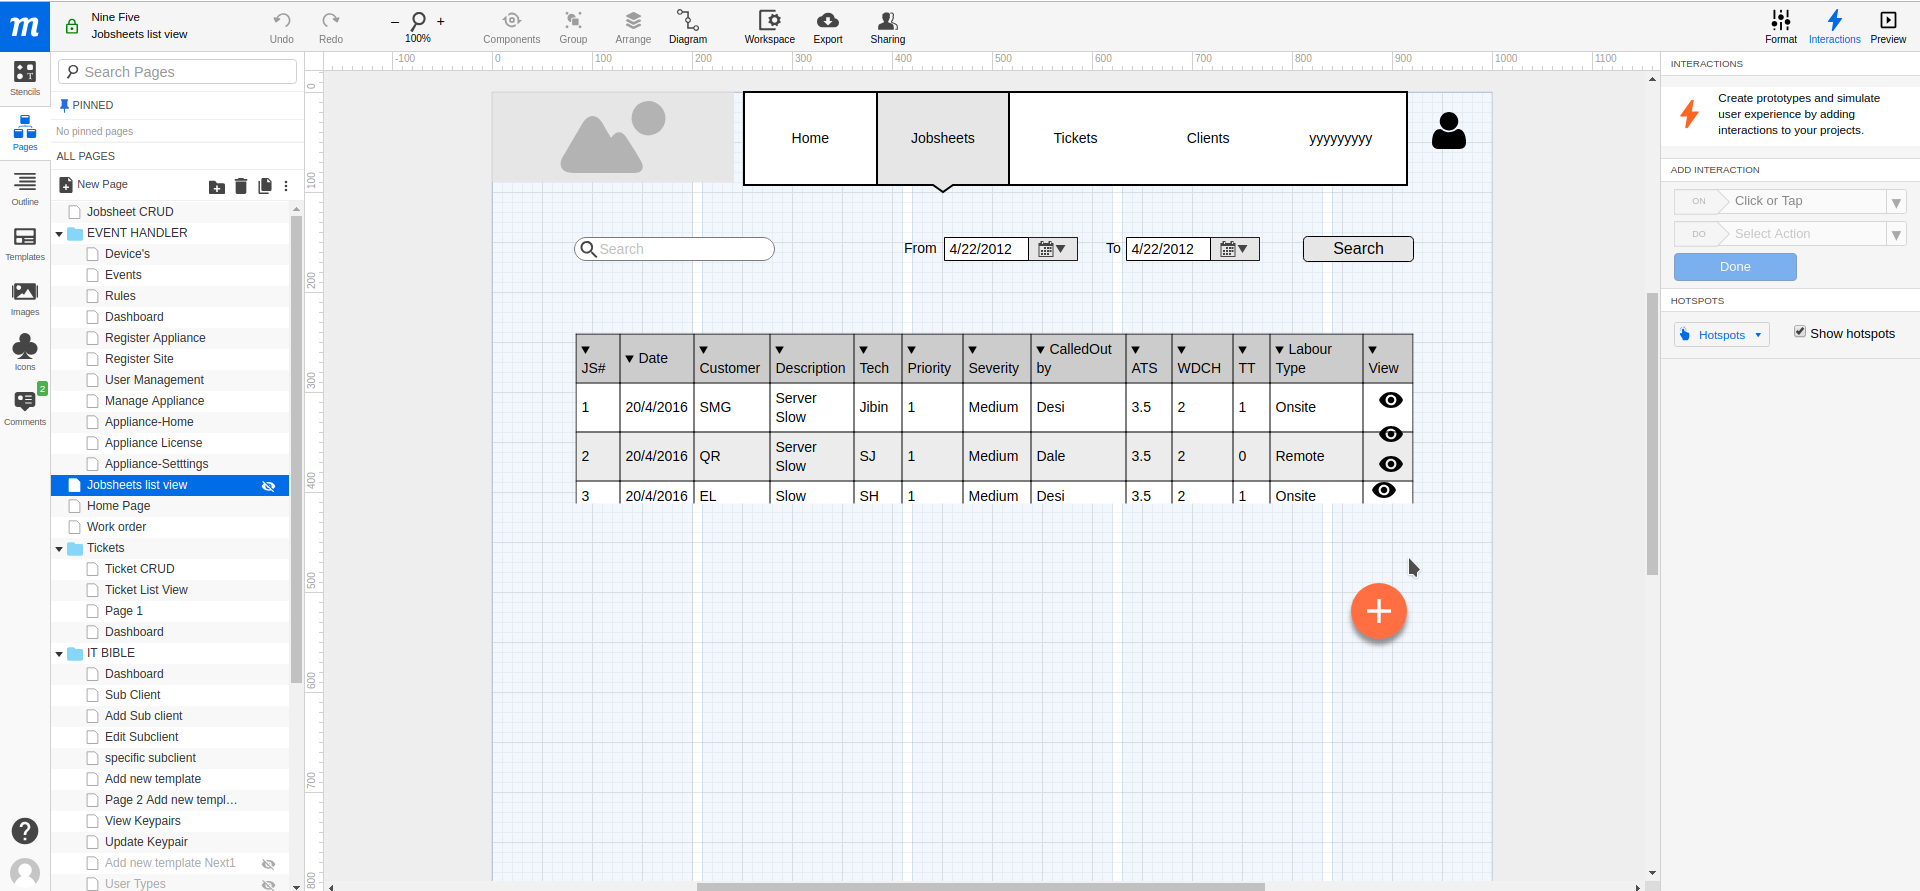 m
Nine Five
Jobsheets list view
Undo
Redo
– +
100%
Components
Group
Arrange
Diagram
Workspace
Export
Sharing
Format
Interactions
Preview
Stencils
Pages
Outline
Templates
Images
Icons
2
Comments
Search Pages
PINNED
No pinned pages
ALL PAGES
New Page
Jobsheet CRUD
EVENT HANDLER
Device's
Events
Rules
Dashboard
Register Appliance
Register Site
User Management
Manage Appliance
Appliance-Home
Appliance License
Appliance-Setttings
Jobsheets list view
Home Page
Work order
Tickets
Ticket CRUD
Ticket List View
Page 1
Dashboard
IT BIBLE
Dashboard
Sub Client
Add Sub client
Edit Subclient
specific subclient
Add new template
Page 2 Add new templ...
View Keypairs
Update Keypair
Add new template Next1
User Types
-100 0 100 200 300 400 500 600 700 800 900 1000 1100
0
100
200
300
400
500
600
700
800
Home Jobsheets Tickets Clients yyyyyyyyy
Search From 4/22/2012 To 4/22/2012 Search
▼ JS# ▼ Date ▼ Customer ▼ Description ▼ Tech ▼ Priority ▼ Severity ▼ CalledOut by ▼ ATS ▼ WDCH ▼ TT ▼ Labour Type ▼ View
1 20/4/2016 SMG Server Slow Jibin 1 Medium Desi 3.5 2 1 Onsite
2 20/4/2016 QR Server Slow SJ 1 Medium Dale 3.5 2 0 Remote
3 20/4/2016 EL Slow SH 1 Medium Desi 3.5 2 1 Onsite
INTERACTIONS
Create prototypes and simulate
user experience by adding
interactions to your projects.
ADD INTERACTION
ON Click or Tap
DO Select Action
Done
HOTSPOTS
Hotspots
Show hotspots